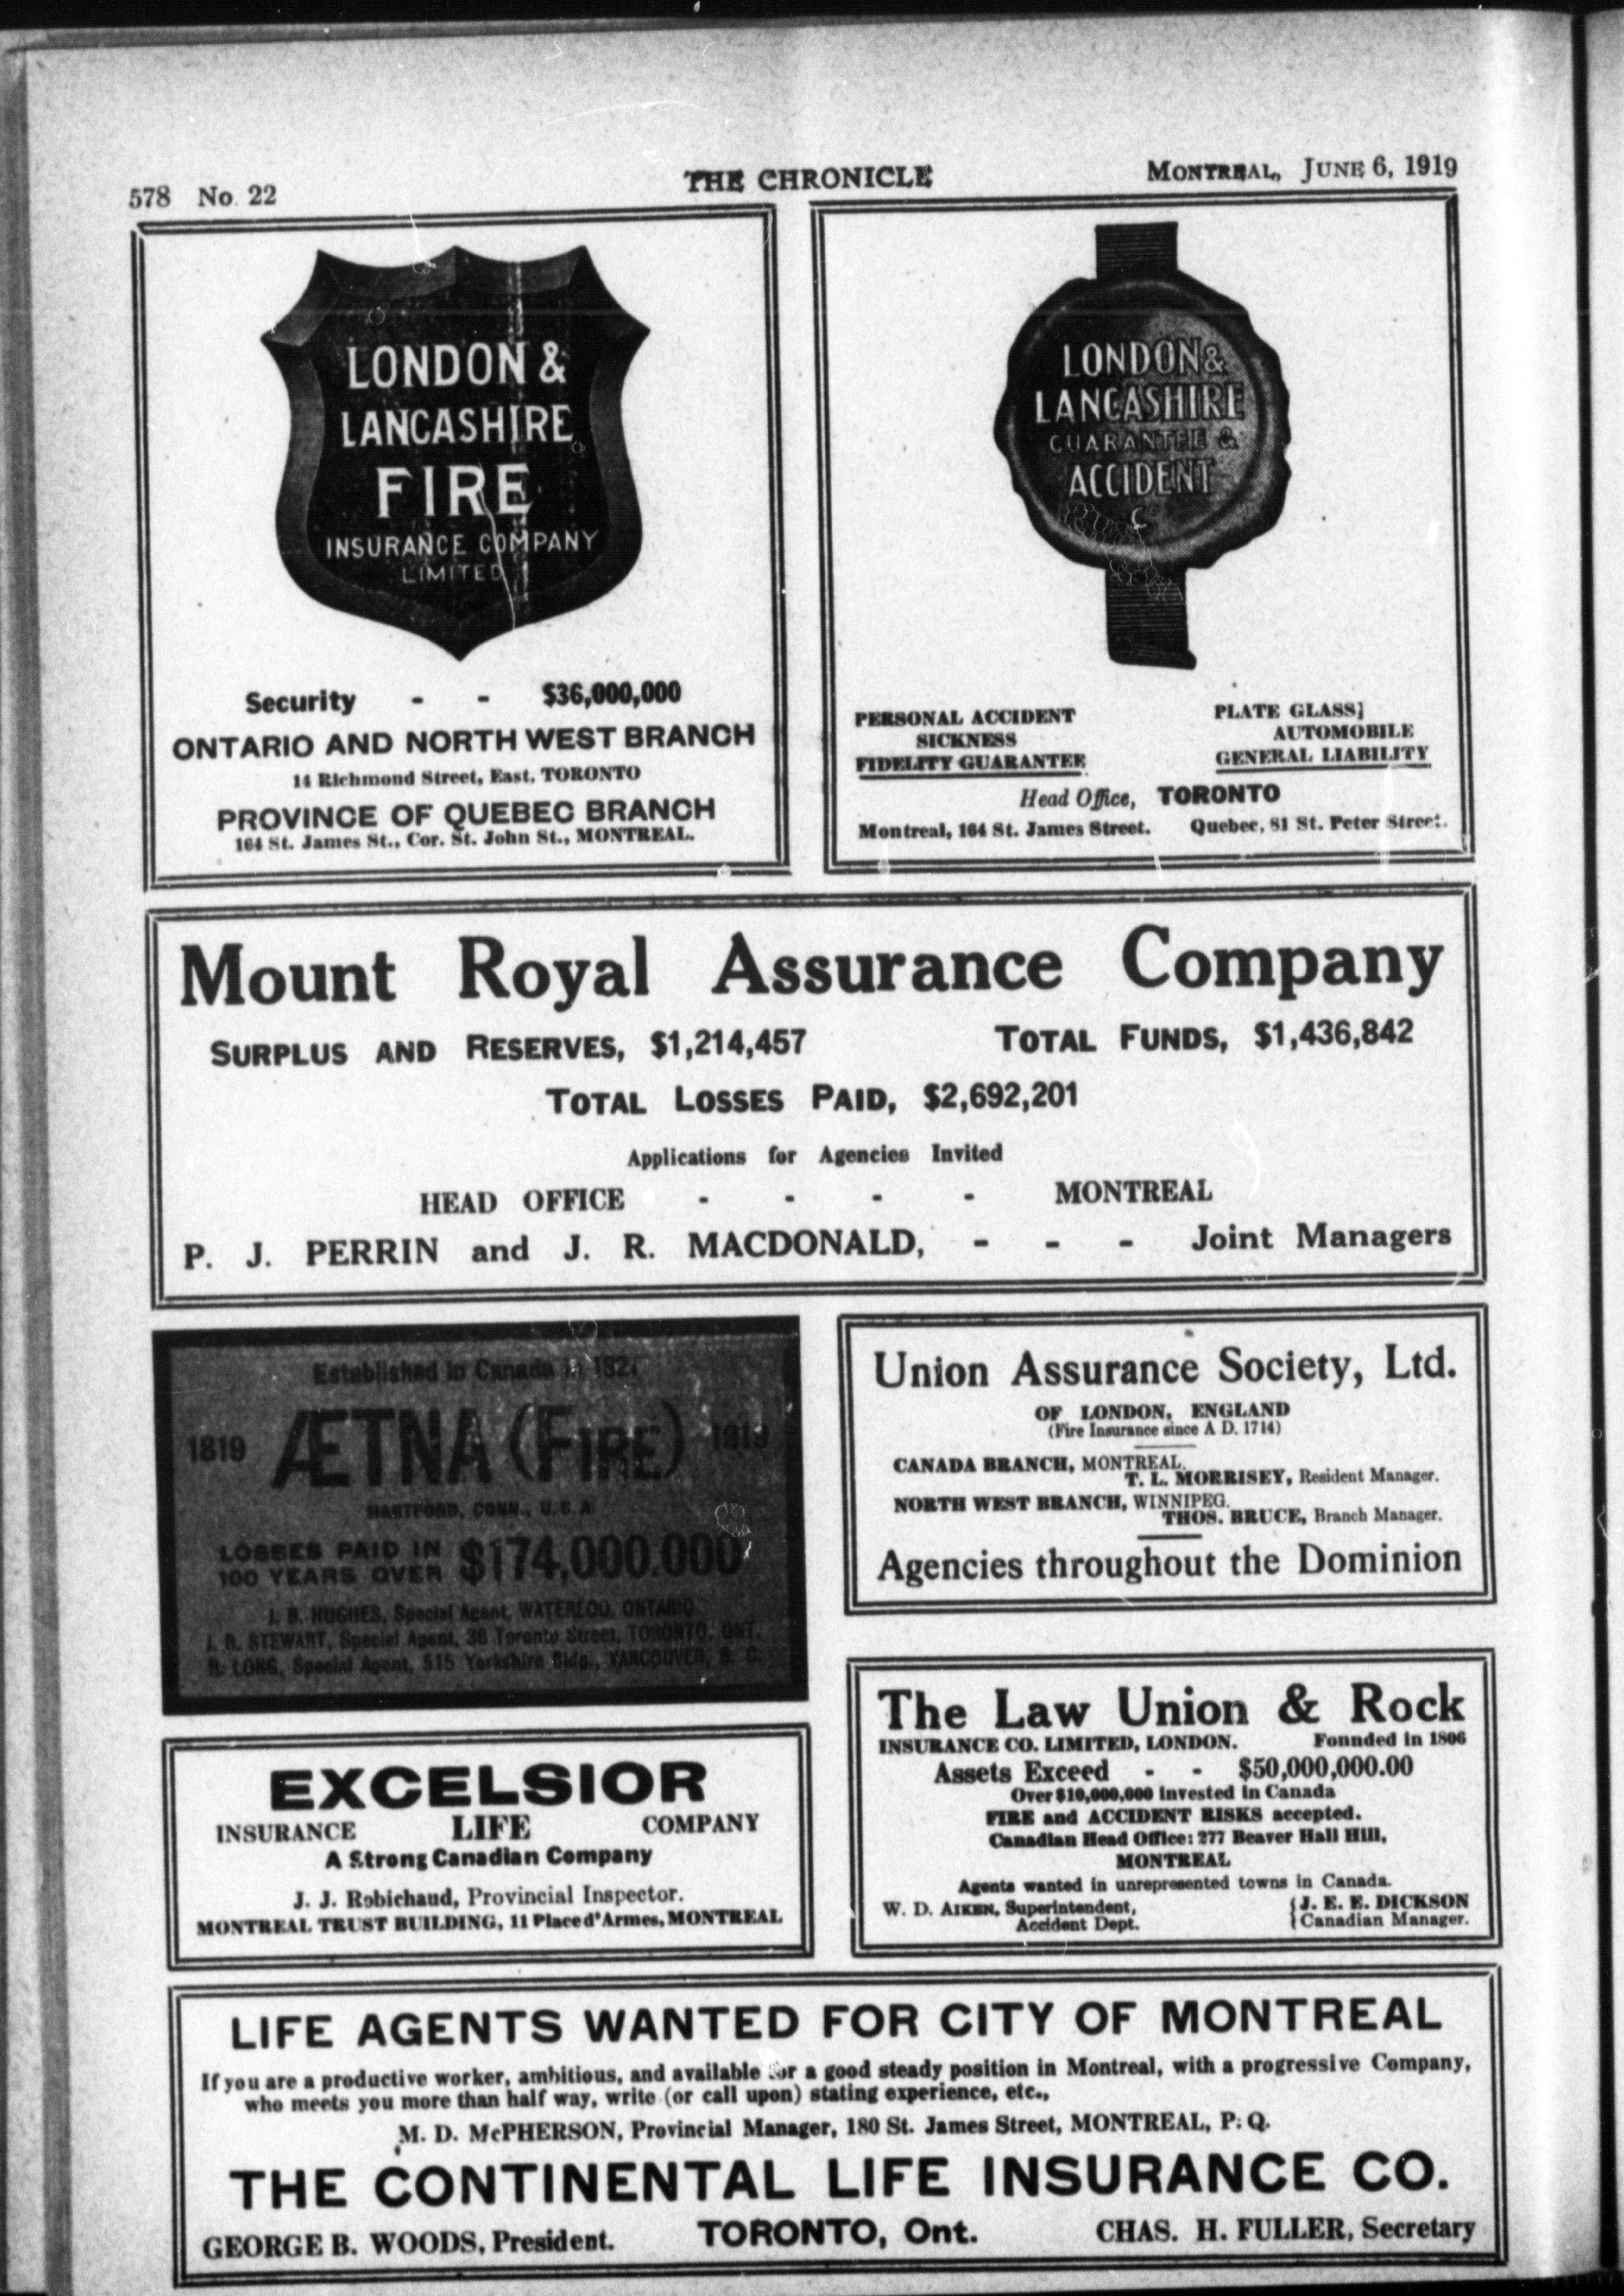 578 No. 22
THE CHRONICLE
MONTREAL, JUNE 6, 1919
LONDON &
LANCASHIRE
FIRE
INSURANCE COMPANY
LIMITED
Security - - $36,000,000
ONTARIO AND NORTH WEST BRANCH
14 Richmond Street, East, TORONTO
PROVINCE OF QUEBEC BRANCH
164 St. James St., Cor. St. John St., MONTREAL.
LONDON &
LANCASHIRE
GUARANTEE &
ACCIDENT
Co
PERSONAL ACCIDENT
SICKNESS
FIDELITY GUARANTEE
PLATE GLASS]
AUTOMOBILE
GENERAL LIABILITY
Head Office, TORONTO
Montreal, 164 St. James Street. Quebec, 81 St. Peter Street.
Mount Royal Assurance Company
SURPLUS AND RESERVES, $1,214,457 TOTAL FUNDS, $1,436,842
TOTAL LOSSES PAID, $2,692,201
Applications for Agencies Invited
HEAD OFFICE - - - - MONTREAL
P. J. PERRIN and J. R. MACDONALD, - - - Joint Managers
Established in Canada in 1821
1819 ÆTNA (FIRE) 1919
HARTFORD, CONN., U.S.A.
LOSSES PAID IN
100 YEARS OVER $174,000.000
J. B. HUGHES, Special Agent, WATERLOO, ONTARIO
J. R. STEWART, Special Agent, 36 Toronto Street, TORONTO, ONT.
R. LONG, Special Agent, 515 Yorkshire Bldg., VANCOUVER, B. C.
Union Assurance Society, Ltd.
OF LONDON, ENGLAND
(Fire Insurance since A D. 1714)
CANADA BRANCH, MONTREAL.
T. L. MORRISEY, Resident Manager.
NORTH WEST BRANCH, WINNIPEG.
THOS. BRUCE, Branch Manager.
Agencies throughout the Dominion
EXCELSIOR
INSURANCE LIFE COMPANY
A Strong Canadian Company
J. J. Robichaud, Provincial Inspector.
MONTREAL TRUST BUILDING, 11 Place d'Armes, MONTREAL
The Law Union & Rock
INSURANCE CO. LIMITED, LONDON. Fonnded in 1806
Assets Exceed - - $50,000,000.00
Over $10,000,000 invested in Canada
FIRE and ACCIDENT RISKS accepted.
Canadian Head Office: 277 Beaver Hall Hill,
MONTREAL
Agents wanted in unrepresented towns in Canada.
W. D. AIKEN, Superintendent, {J. E. E. DICKSON
Accident Dept. {Canadian Manager.
LIFE AGENTS WANTED FOR CITY OF MONTREAL
If you are a productive worker, ambitious, and available for a good steady position in Montreal, with a progressive Company,
who meets you more than half way, write (or call upon) stating experience, etc.,
M. D. McPHERSON, Provincial Manager, 180 St. James Street, MONTREAL, P. Q.
THE CONTINENTAL LIFE INSURANCE CO.
GEORGE B. WOODS, President. TORONTO, Ont. CHAS. H. FULLER, Secretary